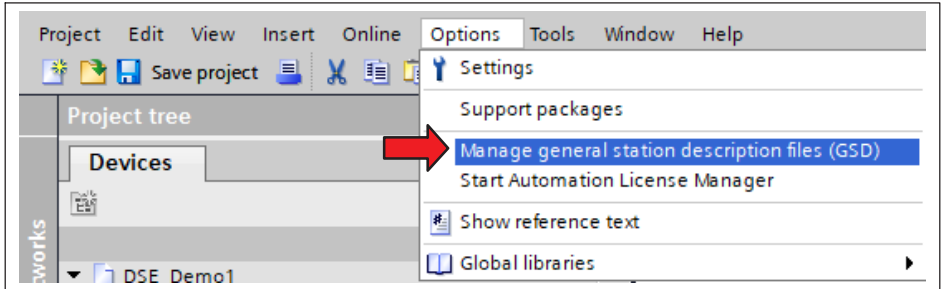 Project Edit View Insert Online Options Tools Window Help
Save project
Settings
Support packages
Project tree
Manage general station description files (GSD)
Devices
Start Automation License Manager
Show reference text
Global libraries
DSE_Demo1